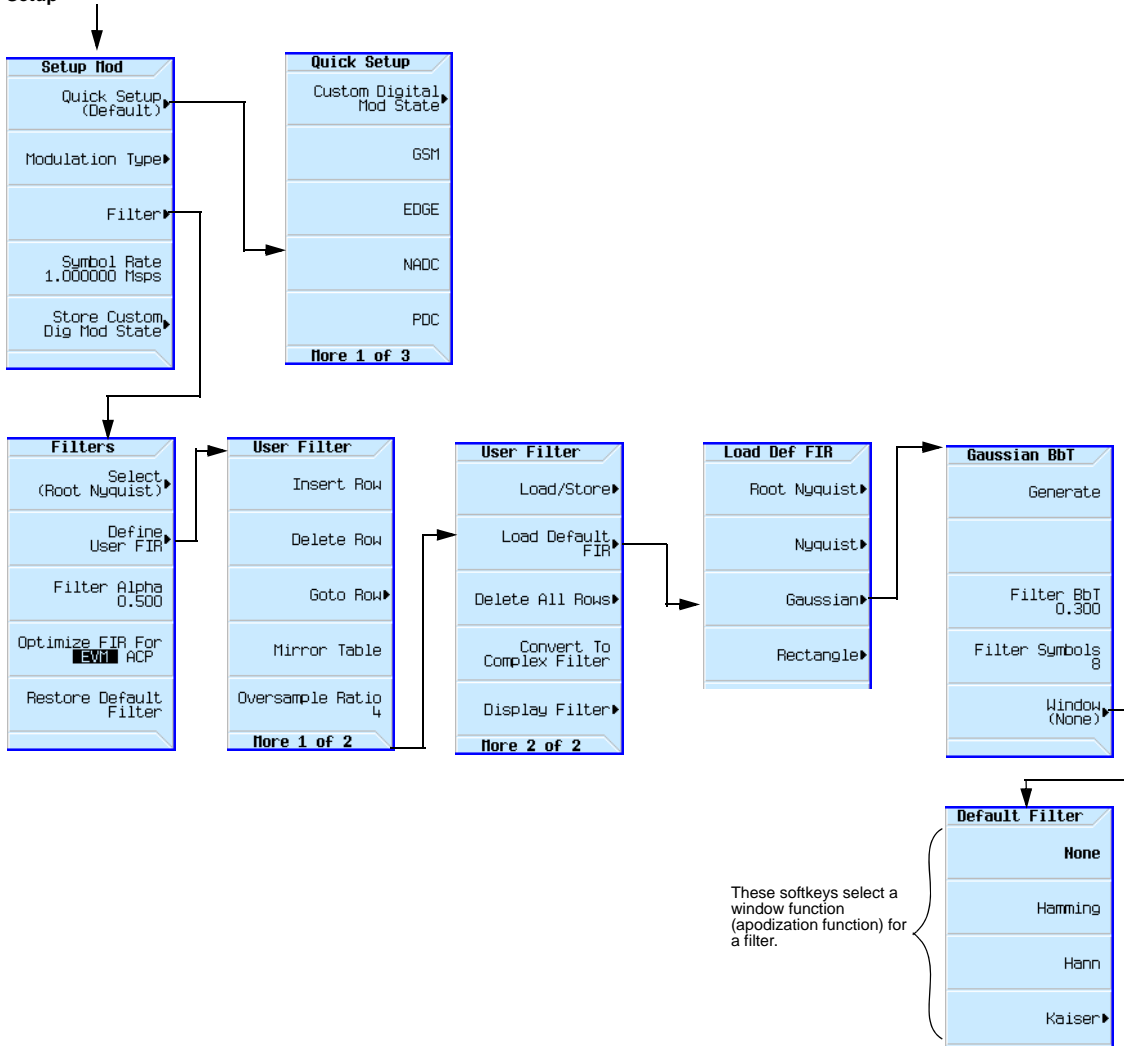 Setup
Setup Mod
Quick Setup
(Default)
Modulation Type
Filter
Symbol Rate
1.000000 Msps
Store Custom
Dig Mod State
Quick Setup
Custom Digital
Mod State
GSM
EDGE
NADC
PDC
More 1 of 3
Filters
Select
(Root Nyquist)
Define
User FIR
Filter Alpha
0.500
Optimize FIR For
EVM ACP
Restore Default
Filter
User Filter
Insert Row
Delete Row
Goto Row
Mirror Table
Oversample Ratio
4
More 1 of 2
User Filter
Load/Store
Load Default
FIR
Delete All Rows
Convert To
Complex Filter
Display Filter
More 2 of 2
Load Def FIR
Root Nyquist
Nyquist
Gaussian
Rectangle
Gaussian BbT
Generate
Filter BbT
0.300
Filter Symbols
8
Window
(None)
Default Filter
None
Hamming
Hann
Kaiser
These softkeys select a
window function
(apodization function) for
a filter.